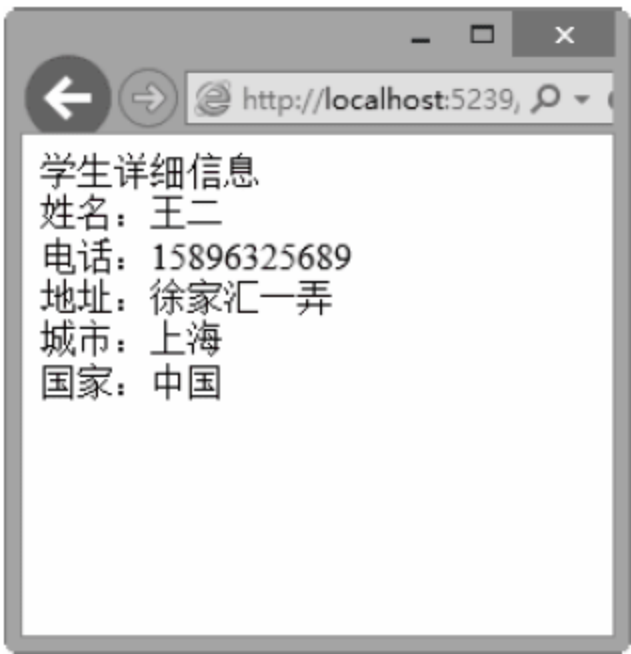 http://localhost:5239,
学生详细信息
姓名：王二
电话：15896325689
地址：徐家汇一弄
城市：上海
国家：中国